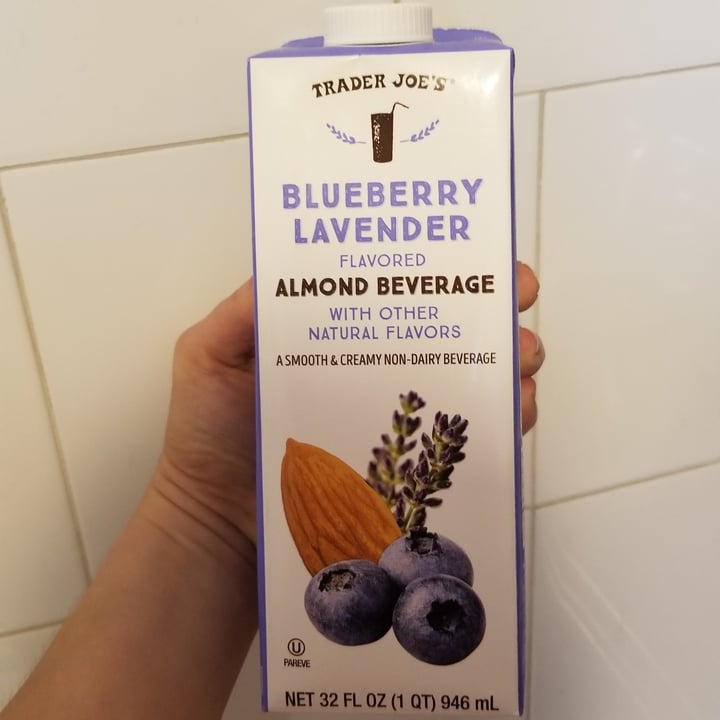 TRADER JOE'S
BLUEBERRY
LAVENDER
FLAVORED
ALMOND BEVERAGE
WITH OTHER
NATURAL FLAVORS
A SMOOTH & CREAMY NON-DAIRY BEVERAGE
U
PAREVE
NET 32 FL OZ (1 QT) 946 mL